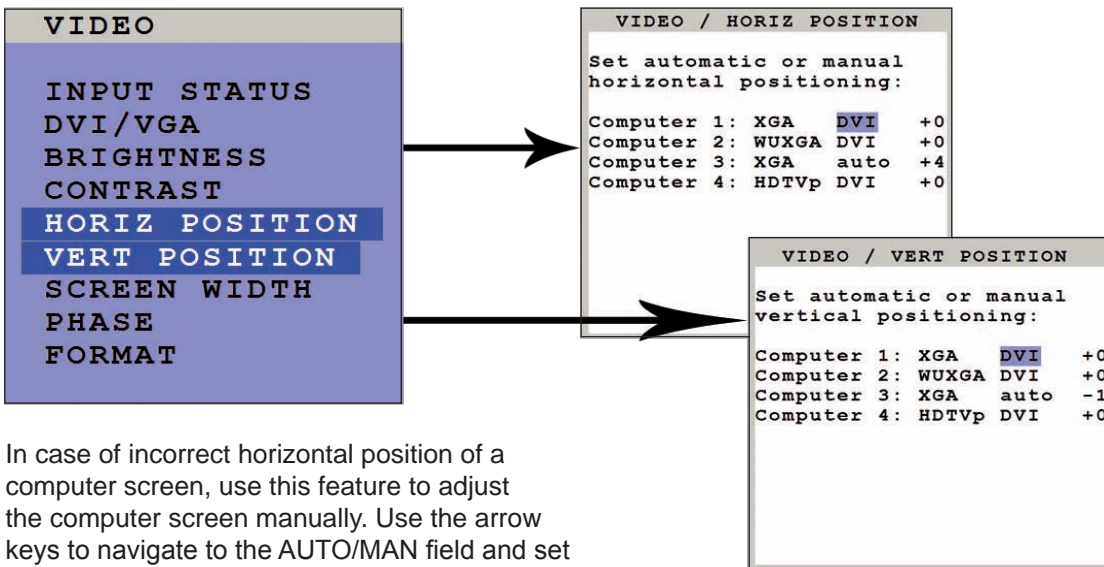 VIDEO
INPUT STATUS
DVI/VGA
BRIGHTNESS
CONTRAST
HORIZ POSITION
VERT POSITION
SCREEN WIDTH
PHASE
FORMAT
VIDEO / HORIZ POSITION
Set automatic or manual
horizontal positioning:
Computer 1: XGA DVI +0
Computer 2: WUXGA DVI +0
Computer 3: XGA auto +4
Computer 4: HDTVp DVI +0
VIDEO / VERT POSITION
Set automatic or manual
vertical positioning:
Computer 1: XGA DVI +0
Computer 2: WUXGA DVI +0
Computer 3: XGA auto -1
Computer 4: HDTVp DVI +0
In case of incorrect horizontal position of a
computer screen, use this feature to adjust
the computer screen manually. Use the arrow
keys to navigate to the AUTO/MAN field and set